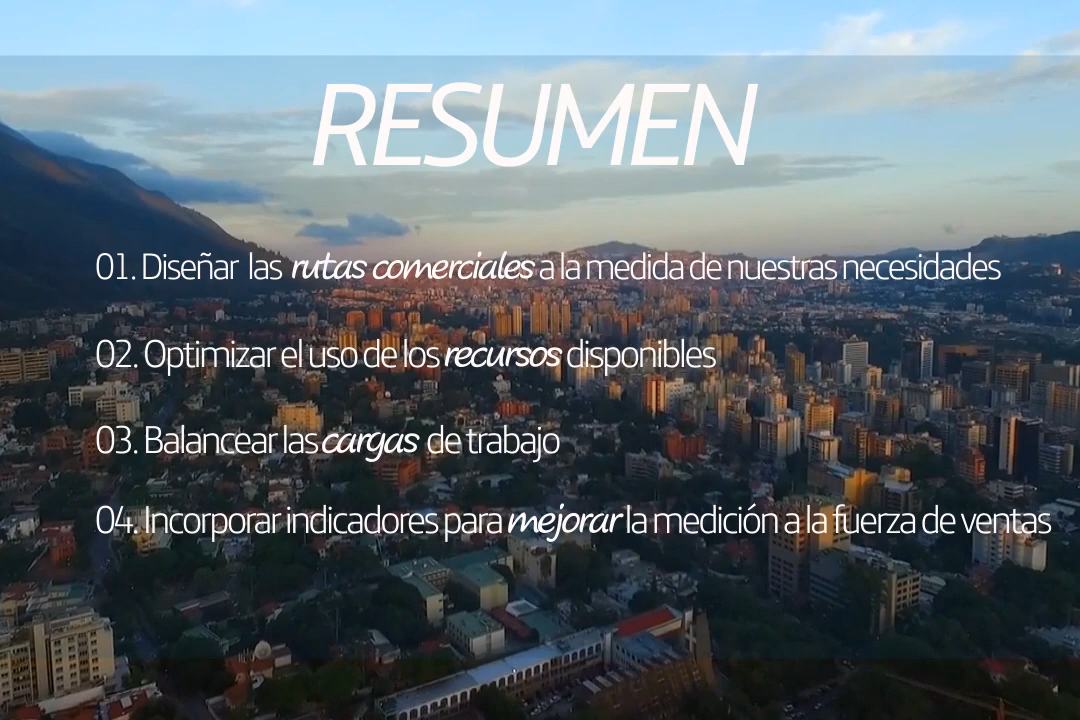 RESUMEN
01. Diseñar las rutas comerciales a la medida de nuestras necesidades
02. Optimizar el uso de los recursos disponibles
03. Balancear las cargas de trabajo
04. Incorporar indicadores para mejorar la medición a la fuerza de ventas